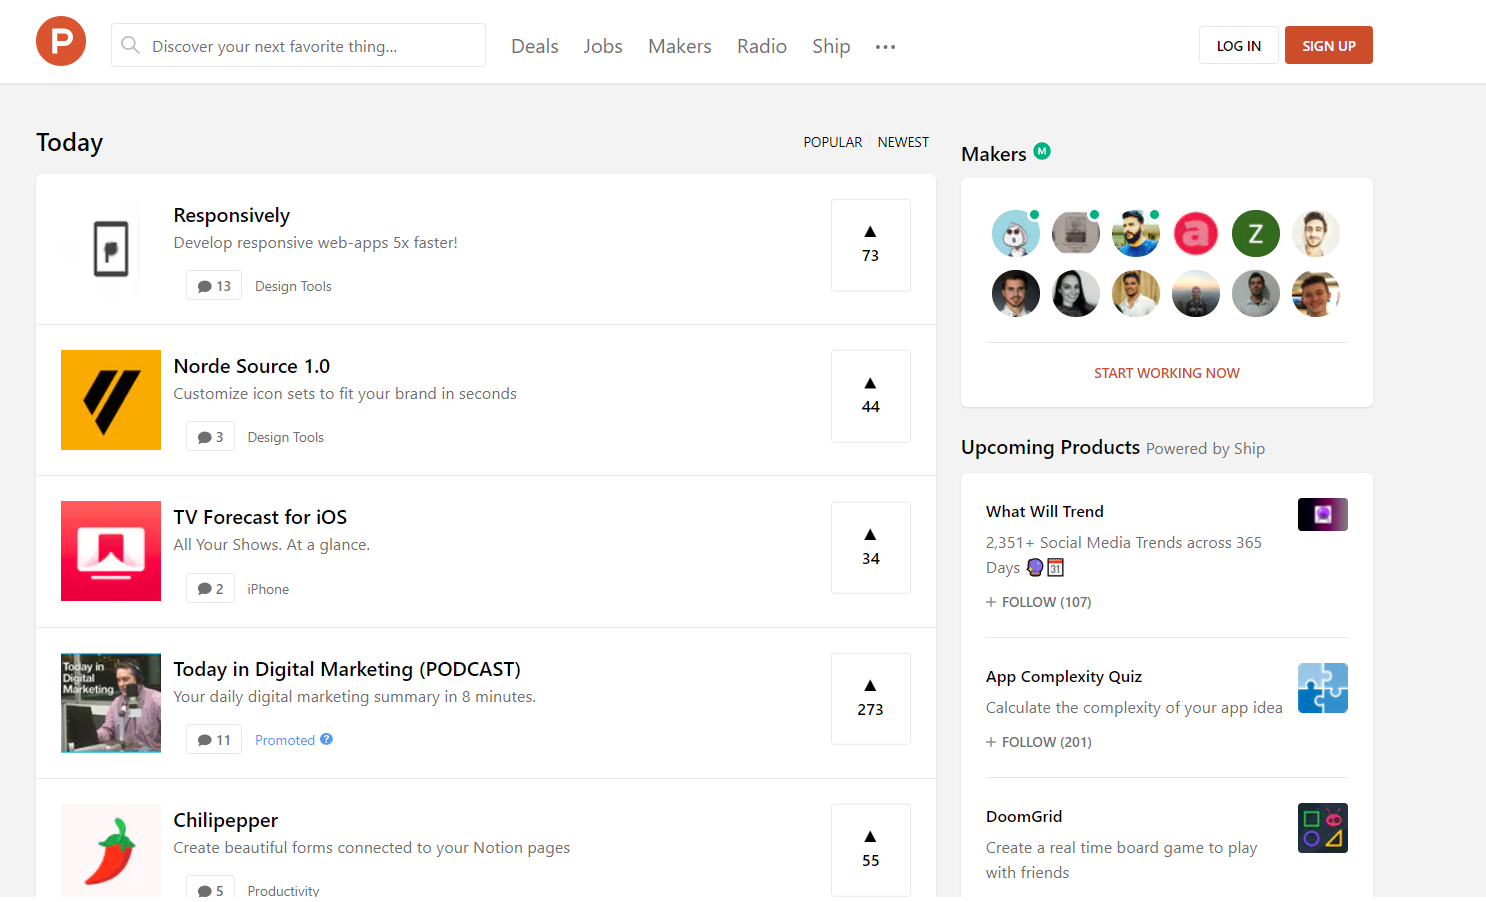 P
Discover your next favorite thing...
Deals
Jobs
Makers
Radio
Ship
LOG IN
SIGN UP
Today
POPULAR
NEWEST
Responsively
Develop responsive web-apps 5x faster!
13
Design Tools
73
Norde Source 1.0
Customize icon sets to fit your brand in seconds
3
Design Tools
44
TV Forecast for iOS
All Your Shows. At a glance.
2
iPhone
34
Today in
Digital
Marketing
Today in Digital Marketing (PODCAST)
Your daily digital marketing summary in 8 minutes.
11
Promoted ?
273
Chilipepper
Create beautiful forms connected to your Notion pages
5
Productivity
55
Makers M
a
Z
START WORKING NOW
Upcoming Products Powered by Ship
What Will Trend
2,351+ Social Media Trends across 365
Days 31
+ FOLLOW (107)
App Complexity Quiz
Calculate the complexity of your app idea
+ FOLLOW (201)
DoomGrid
Create a real time board game to play
with friends